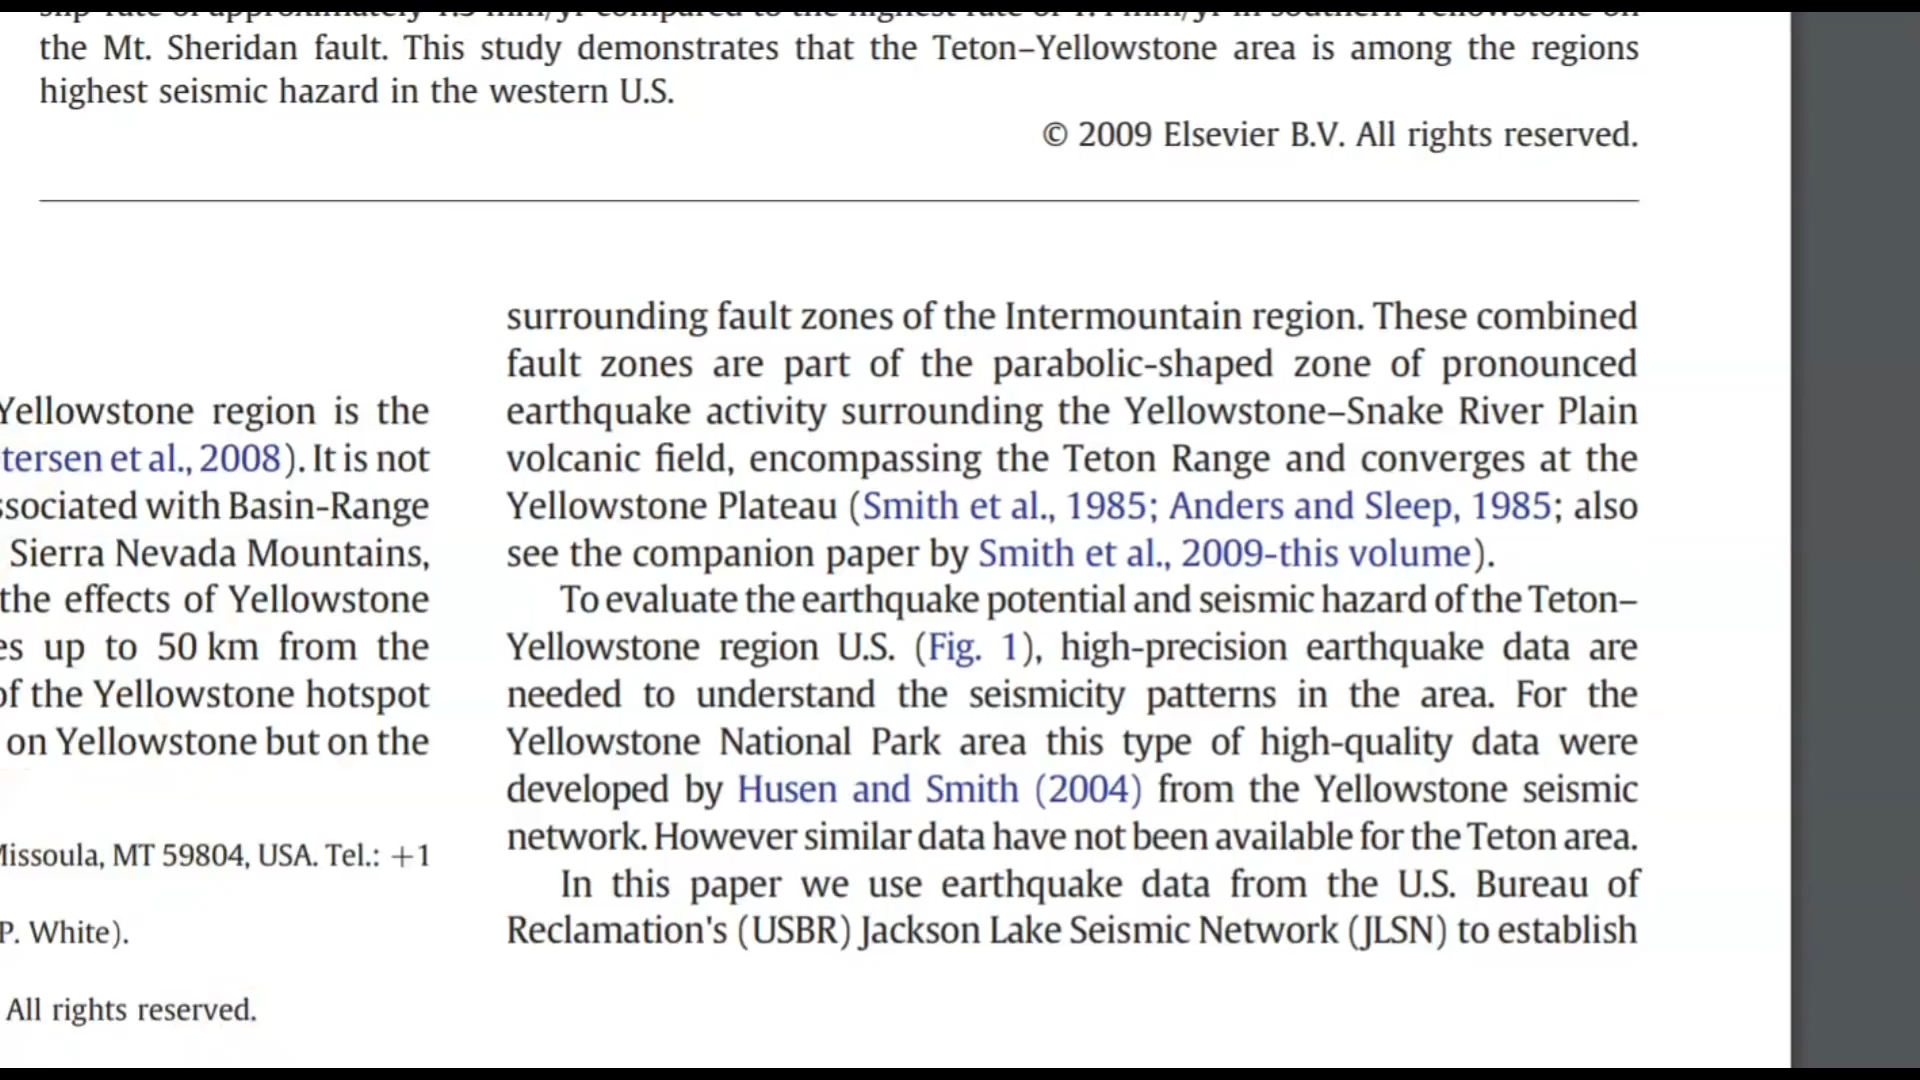 the Mt. Sheridan fault. This study demonstrates that the Teton–Yellowstone area is among the regions
highest seismic hazard in the western U.S.
© 2009 Elsevier B.V. All rights reserved.
Yellowstone region is the
tersen et al., 2008). It is not
ssociated with Basin-Range
Sierra Nevada Mountains,
the effects of Yellowstone
es up to 50 km from the
of the Yellowstone hotspot
on Yellowstone but on the
Missoula, MT 59804, USA. Tel.: +1
P. White).
All rights reserved.
surrounding fault zones of the Intermountain region. These combined
fault zones are part of the parabolic-shaped zone of pronounced
earthquake activity surrounding the Yellowstone–Snake River Plain
volcanic field, encompassing the Teton Range and converges at the
Yellowstone Plateau (Smith et al., 1985; Anders and Sleep, 1985; also
see the companion paper by Smith et al., 2009-this volume).
To evaluate the earthquake potential and seismic hazard of the Teton–
Yellowstone region U.S. (Fig. 1), high-precision earthquake data are
needed to understand the seismicity patterns in the area. For the
Yellowstone National Park area this type of high-quality data were
developed by Husen and Smith (2004) from the Yellowstone seismic
network. However similar data have not been available for the Teton area.
In this paper we use earthquake data from the U.S. Bureau of
Reclamation's (USBR) Jackson Lake Seismic Network (JLSN) to establish